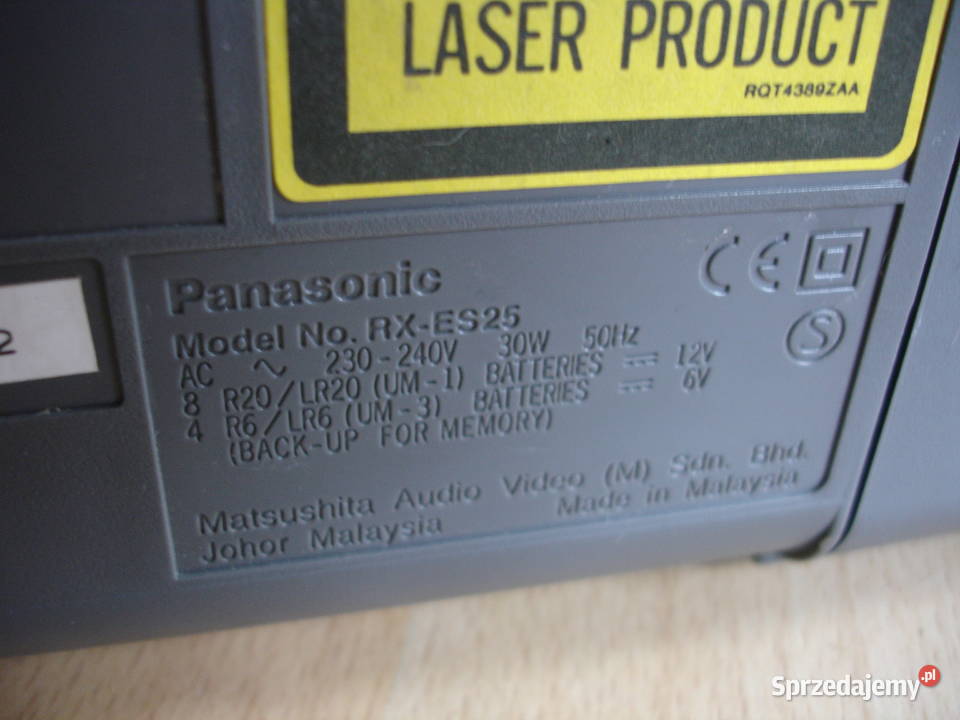 LASER PRODUCT
RQT4389ZAA
2
Panasonic
CE
Model No. RX-ES25
S
AC ~ 230-240V 30W 50Hz
8 R20/LR20 (UM-1) BATTERIES ⎓ 12V
4 R6/LR6 (UM-3) BATTERIES ⎓ 6V
(BACK-UP FOR MEMORY)
Matsushita Audio Video (M) Sdn. Bhd.
Johor Malaysia Made in Malaysia
Sprzedajemy.pl